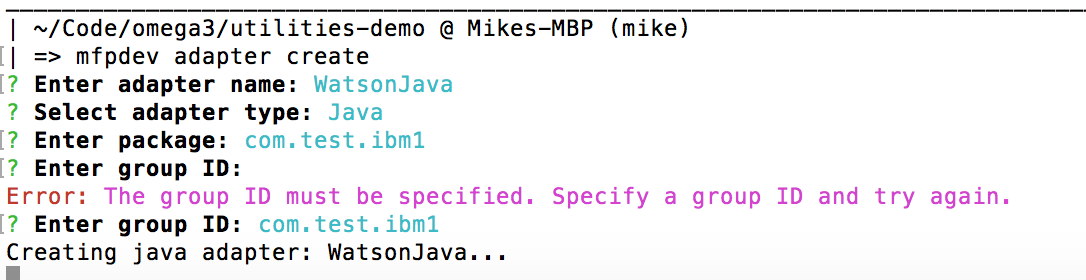 | ~/Code/omega3/utilities-demo @ Mikes-MBP (mike)
[| => mfpdev adapter create
[? Enter adapter name: WatsonJava
? Select adapter type: Java
[? Enter package: com.test.ibm1
[? Enter group ID:
Error: The group ID must be specified. Specify a group ID and try again.
[? Enter group ID: com.test.ibm1
Creating java adapter: WatsonJava...